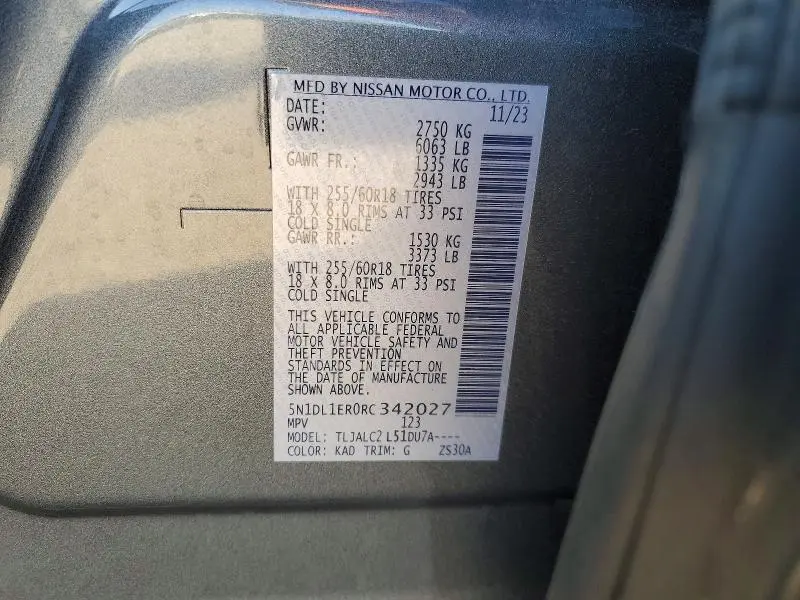 MFD BY NISSAN MOTOR CO., LTD.
DATE: 11/23
GVWR: 2750 KG
6063 LB
GAWR FR.: 1335 KG
2943 LB
WITH 255/60R18 TIRES
18 X 8.0 RIMS AT 33 PSI
COLD SINGLE
GAWR RR.: 1530 KG
3373 LB
WITH 255/60R18 TIRES
18 X 8.0 RIMS AT 33 PSI
COLD SINGLE
THIS VEHICLE CONFORMS TO
ALL APPLICABLE FEDERAL
MOTOR VEHICLE SAFETY AND
THEFT PREVENTION
STANDARDS IN EFFECT ON
THE DATE OF MANUFACTURE
SHOWN ABOVE.
5N1DL1ER0RC342027
MPV 123
MODEL: TLJALC2 L51DU7A----
COLOR: KAD TRIM: G ZS30A